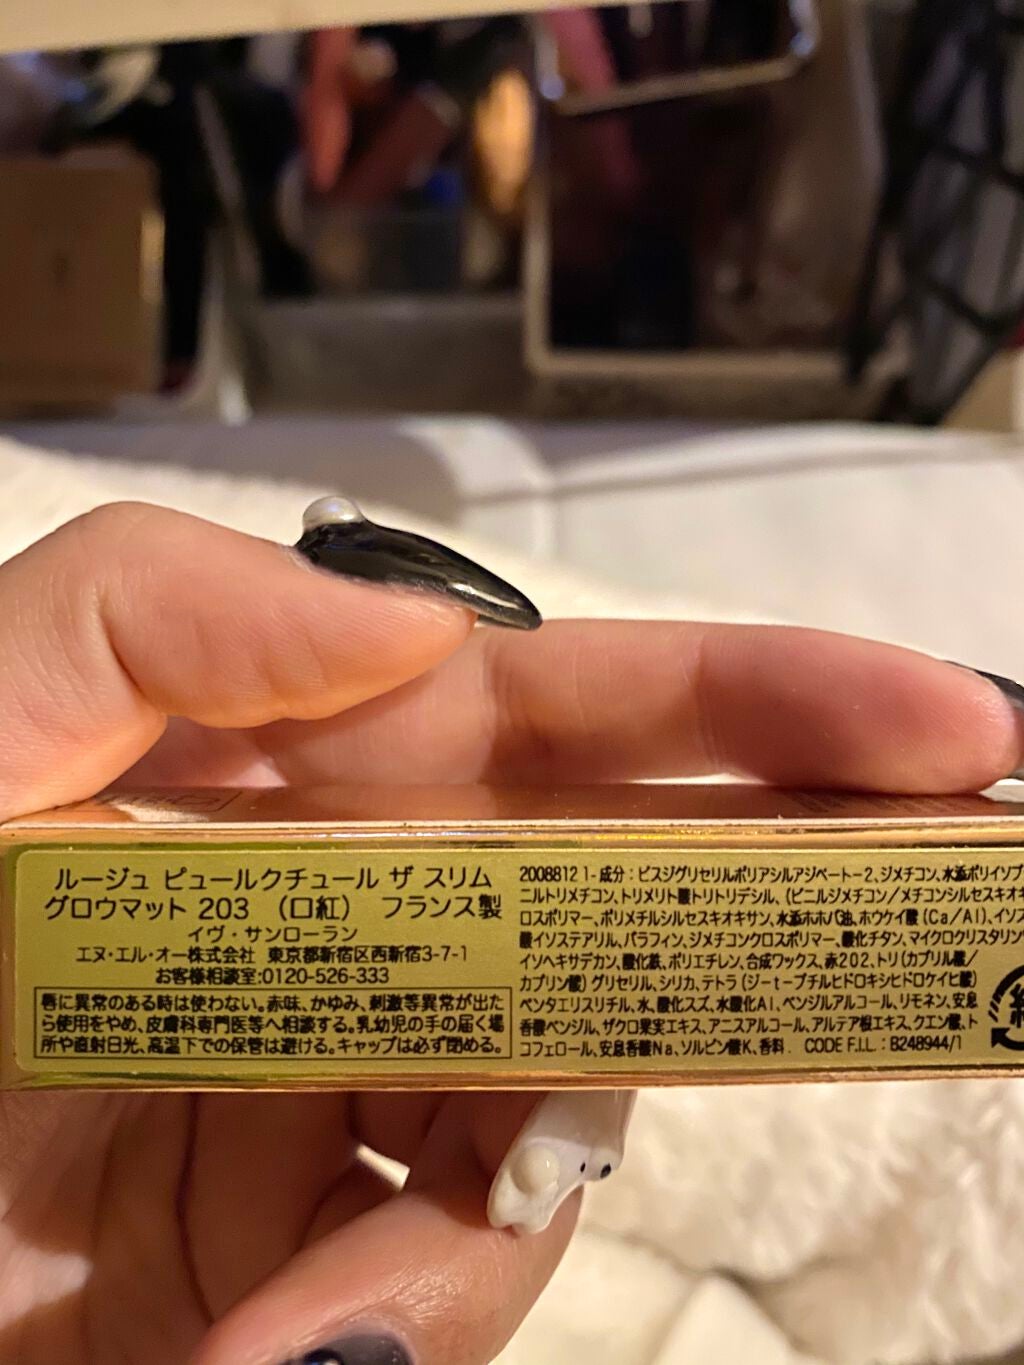 ルージュ ピュールクチュール ザ スリム
グロウマット 203 （口紅） フランス製
イヴ・サンローラン
エヌ・エル・オー株式会社 東京都新宿区西新宿3-7-1
お客様相談室:0120-526-333
唇に異常のある時は使わない。赤味、かゆみ、刺激等異常が出た
ら使用をやめ、皮膚科専門医等へ相談する。乳幼児の手の届く場
所や直射日光、高温下での保管は避ける。キャップは必ず閉める。
2008812 1- 成分：ビスジグリセリルポリアシルアジペート-2、ジメチコン、水添ポリイソブ
ニルトリメチコン、トリメリト酸トリトリデシル、(ビニルジメチコン／メチコンシルセスキオキ
ロスポリマー、ポリメチルシルセスキオキサン、水添ホホバ油、ホウケイ酸 (Ca/Al)、イソス
酸イソステアリル、パラフィン、ジメチコンクロスポリマー、酸化チタン、マイクロクリスタリン
イソヘキサデカン、酸化鉄、ポリエチレン、合成ワックス、赤202、トリ(カプリル酸／
カプリン酸) グリセリル、シリカ、テトラ (ジ－t－ブチルヒドロキシヒドロケイヒ酸)
ペンタエリスリチル、水、酸化スズ、水酸化Al、ベンジルアルコール、リモネン、安息
香酸ベンジル、ザクロ果実エキス、アニスアルコール、アルテア根エキス、クエン酸、ト
コフェロール、安息香酸Na、ソルビン酸K、香料． CODE F.I.L.：B248944/1